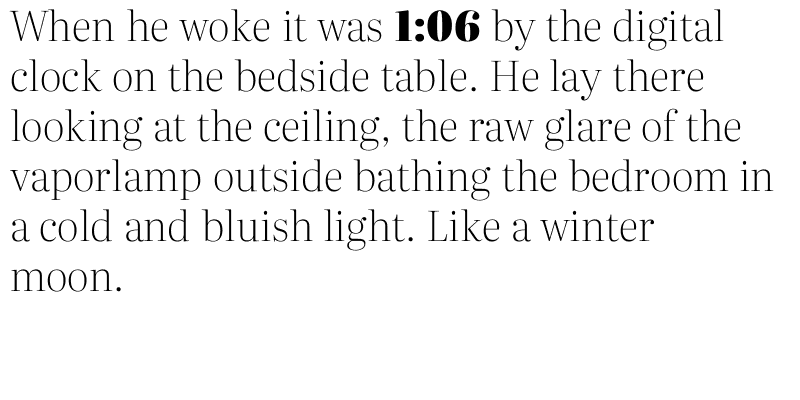 When he woke it was 1:06 by the digital
clock on the bedside table. He lay there
looking at the ceiling, the raw glare of the
vaporlamp outside bathing the bedroom in
a cold and bluish light. Like a winter
moon.